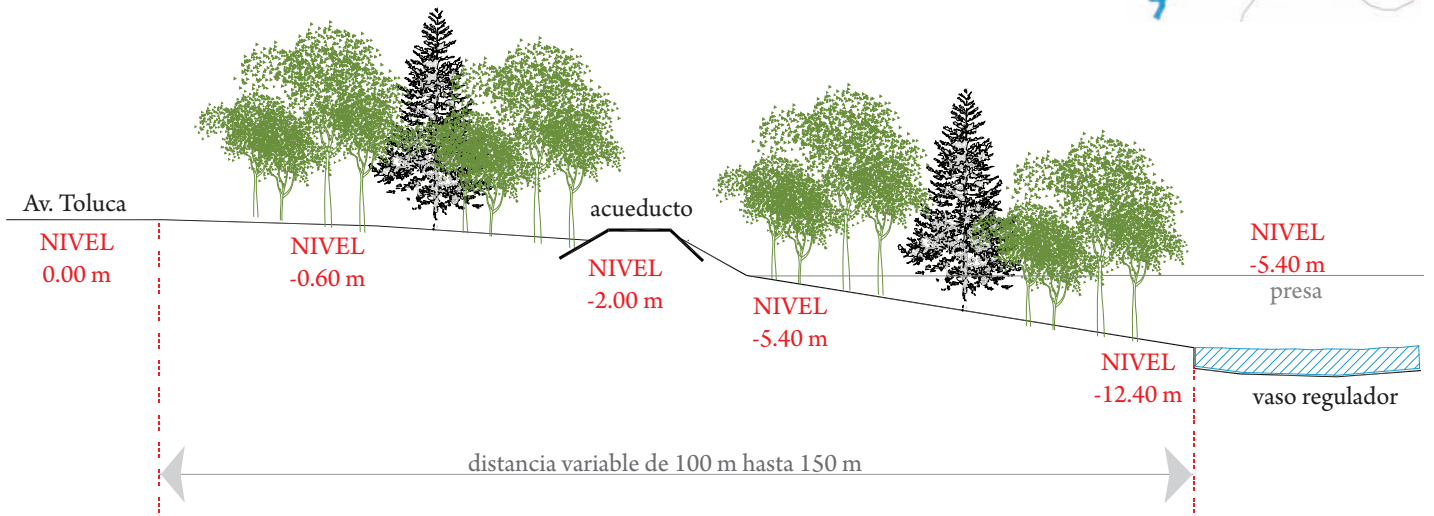 Av. Toluca
NIVEL
0.00 m
NIVEL
-0.60 m
acueducto
NIVEL
-2.00 m
NIVEL
-5.40 m
NIVEL
-5.40 m
presa
NIVEL
-12.40 m
vaso regulador
distancia variable de 100 m hasta 150 m